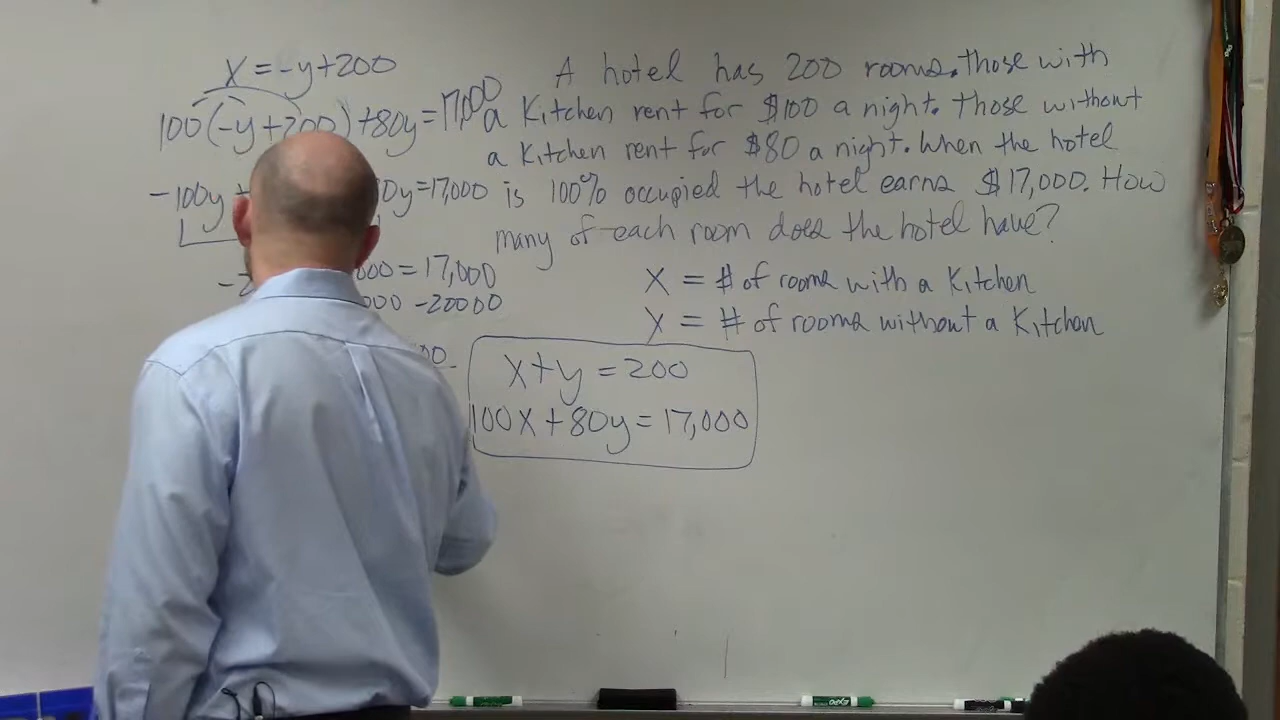 x = -y+200
100(-y+200)+80y=17,000
-100y 0y=17,000
000 = 17,000
000 -20000
A hotel has 200 rooms. Those with
a Kitchen rent for $100 a night. Those without
a Kitchen rent for $80 a night. When the hotel
is 100% occupied the hotel earns $17,000. How
many of each room does the hotel have?
X = # of rooms with a Kitchen
Y = # of rooms without a Kitchen
x+y = 200
100x+80y = 17,000
EXPO